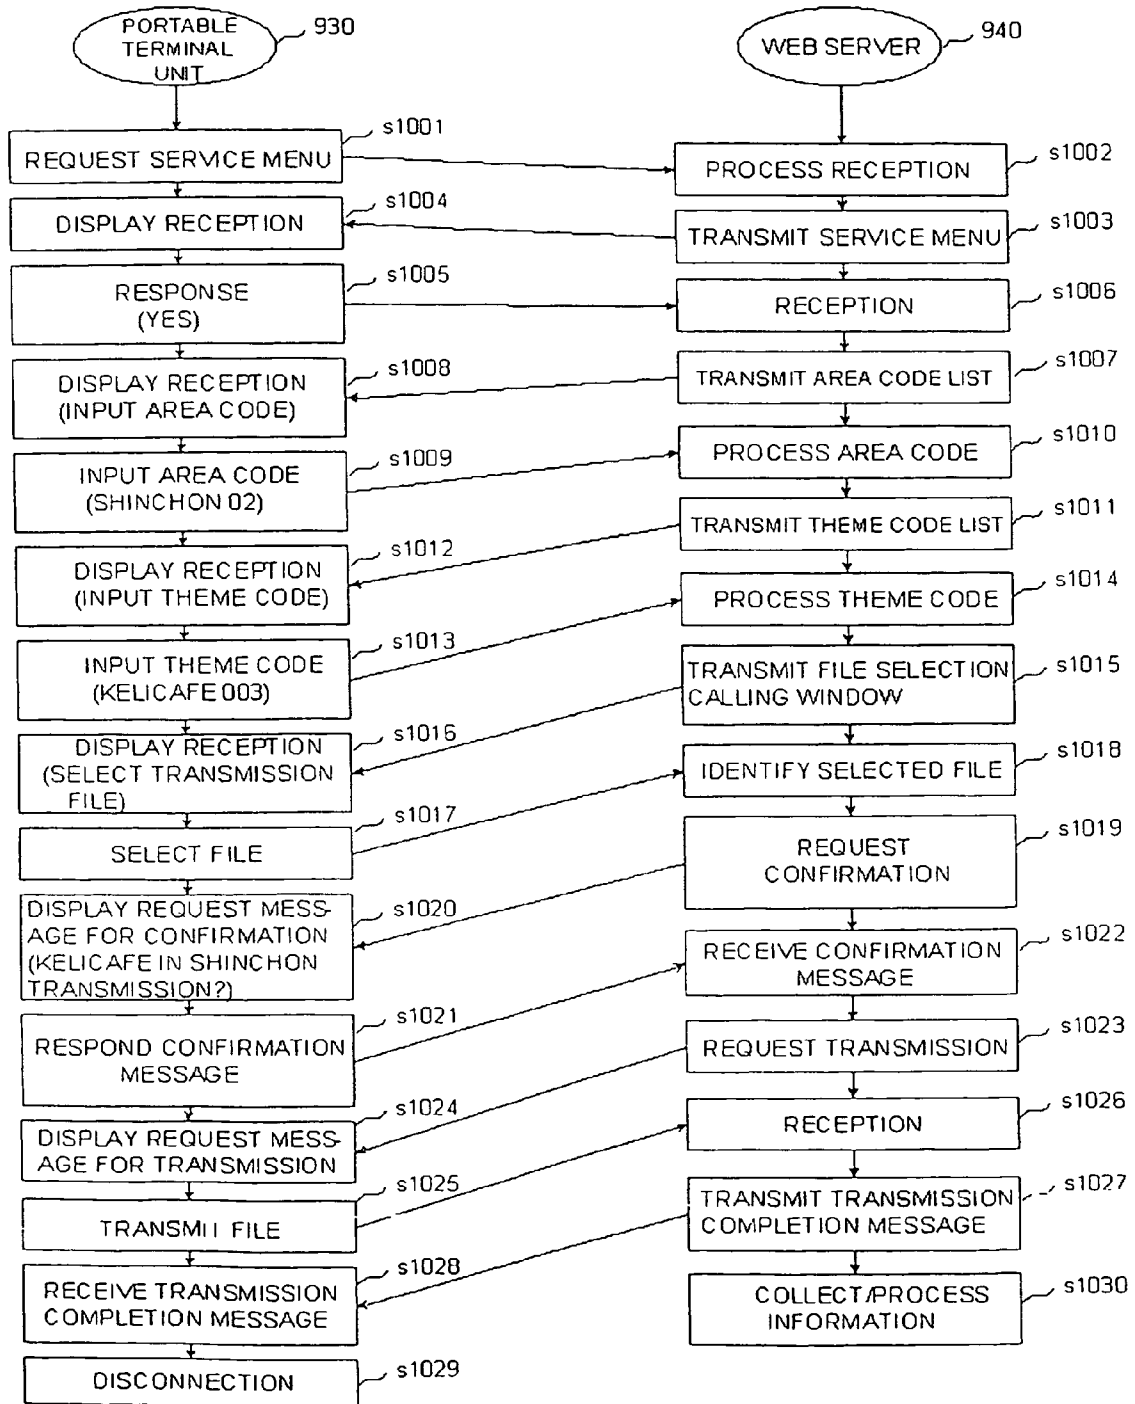 PORTABLE
TERMINAL
UNIT
930
WEB SERVER
940
s1001
REQUEST SERVICE MENU
s1002
PROCESS RECEPTION
s1004
DISPLAY RECEPTION
s1003
TRANSMIT SERVICE MENU
s1005
RESPONSE
(YES)
s1006
RECEPTION
s1008
DISPLAY RECEPTION
(INPUT AREA CODE)
s1007
TRANSMIT AREA CODE LIST
s1009
INPUT AREA CODE
(SHINCHON 02)
s1010
PROCESS AREA CODE
s1012
DISPLAY RECEPTION
(INPUT THEME CODE)
s1011
TRANSMIT THEME CODE LIST
s1013
INPUT THEME CODE
(KELICAFE 003)
s1014
PROCESS THEME CODE
s1016
DISPLAY RECEPTION
(SELECT TRANSMISSION
FILE)
s1015
TRANSMIT FILE SELECTION
CALLING WINDOW
s1017
SELECT FILE
s1018
IDENTIFY SELECTED FILE
s1020
DISPLAY REQUEST MESS-
AGE FOR CONFIRMATION
(KELICAFE IN SHINCHON
TRANSMISSION?)
s1019
REQUEST
CONFIRMATION
s1021
RESPOND CONFIRMATION
MESSAGE
s1022
RECEIVE CONFIRMATION
MESSAGE
s1024
DISPLAY REQUEST MESS-
AGE FOR TRANSMISSION
s1023
REQUEST TRANSMISSION
s1025
TRANSMIT FILE
s1026
RECEPTION
s1028
RECEIVE TRANSMISSION
COMPLETION MESSAGE
s1027
TRANSMIT TRANSMISSION
COMPLETION MESSAGE
s1029
DISCONNECTION
s1030
COLLECT/PROCESS
INFORMATION